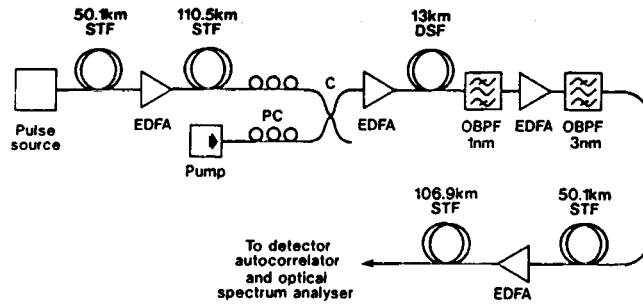 50.1km
STF
110.5km
STF
13km
DSF
C
PC
Pulse
source
EDFA
Pump
EDFA
OBPF
1nm
EDFA
OBPF
3nm
106.9km
STF
50.1km
STF
To detector
autocorrelator
and optical
spectrum analyser
EDFA